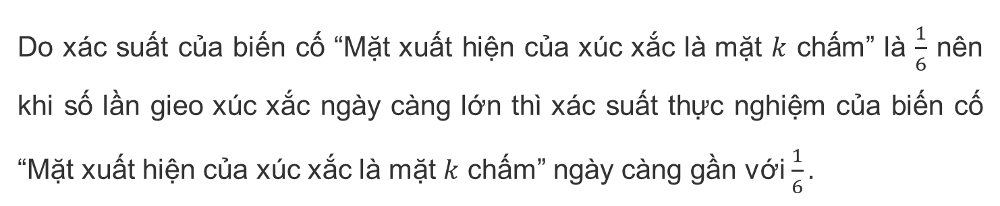 Do xác suất của biến cố “Mặt xuất hiện của xúc xắc là mặt k chấm” là 1/6 nên
khi số lần gieo xúc xắc ngày càng lớn thì xác suất thực nghiệm của biến cố
“Mặt xuất hiện của xúc xắc là mặt k chấm” ngày càng gần với 1/6.